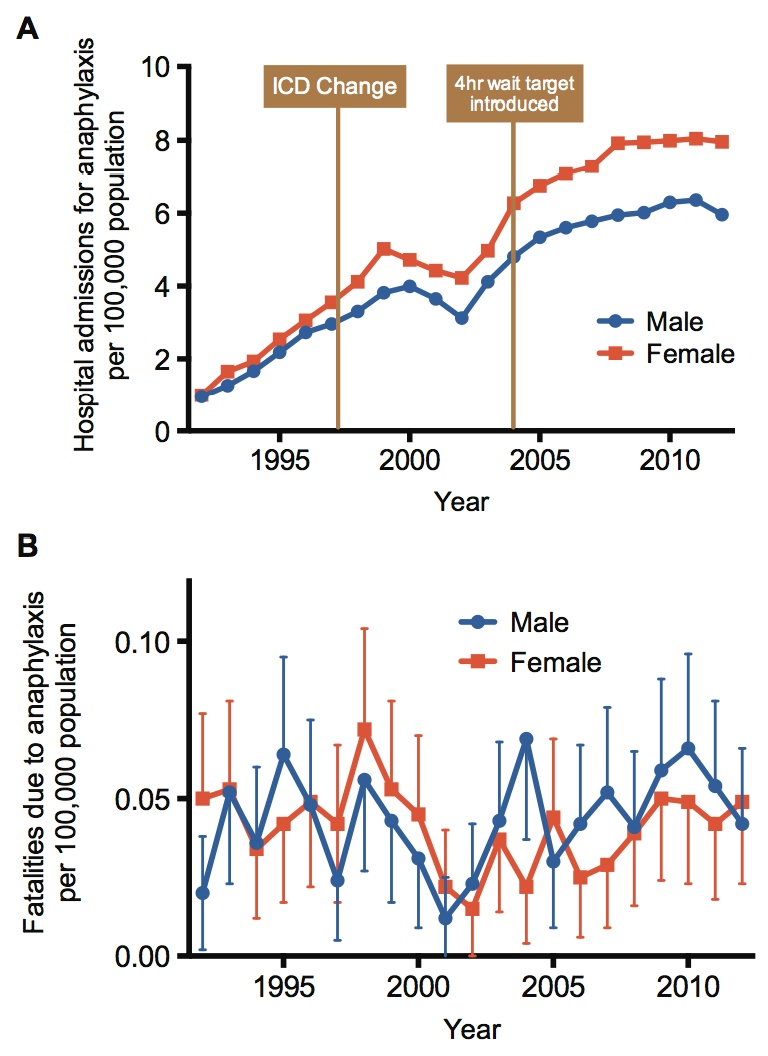 A
Hospital admissions for anaphylaxis
per 100,000 population
10
8
6
4
2
0
ICD Change
4hr wait target
introduced
Male
Female
1995
2000
2005
2010
Year
B
Fatalities due to anaphylaxis
per 100,000 population
0.10
0.05
0.00
Male
Female
1995
2000
2005
2010
Year